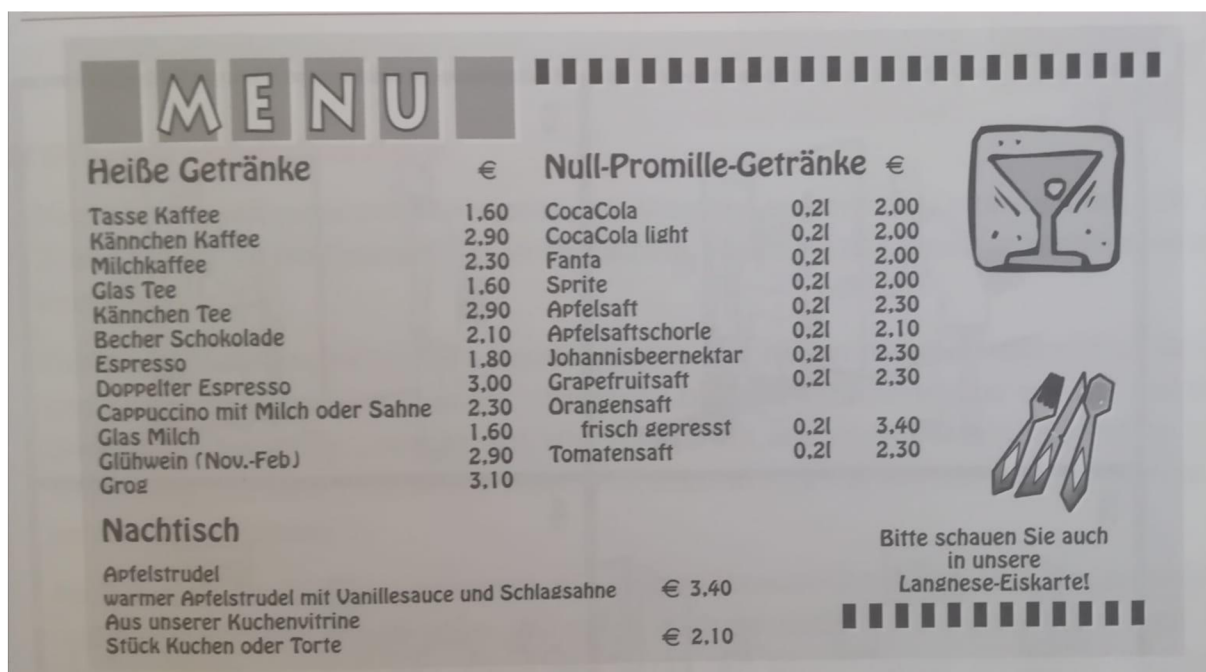 MENU
Heiße Getränke €
Tasse Kaffee 1,60
Kännchen Kaffee 2,90
Milchkaffee 2,30
Glas Tee 1,60
Kännchen Tee 2,90
Becher Schokolade 2,10
Espresso 1,80
Doppelter Espresso 3,00
Cappuccino mit Milch oder Sahne 2,30
Glas Milch 1,60
Glühwein (Nov.-Feb) 2,90
Grog 3,10
Null-Promille-Getränke €
CocaCola 0,2l 2,00
CocaCola light 0,2l 2,00
Fanta 0,2l 2,00
Sprite 0,2l 2,00
Apfelsaft 0,2l 2,30
Apfelsaftschorle 0,2l 2,10
Johannisbeernektar 0,2l 2,30
Grapefruitsaft 0,2l 2,30
Orangensaft
frisch gepresst 0,2l 3,40
Tomatensaft 0,2l 2,30
Nachtisch
Apfelstrudel
warmer Apfelstrudel mit Vanillesauce und Schlagsahne € 3,40
Aus unserer Kuchenvitrine
Stück Kuchen oder Torte € 2,10
Bitte schauen Sie auch
in unsere
Langnese-Eiskarte!